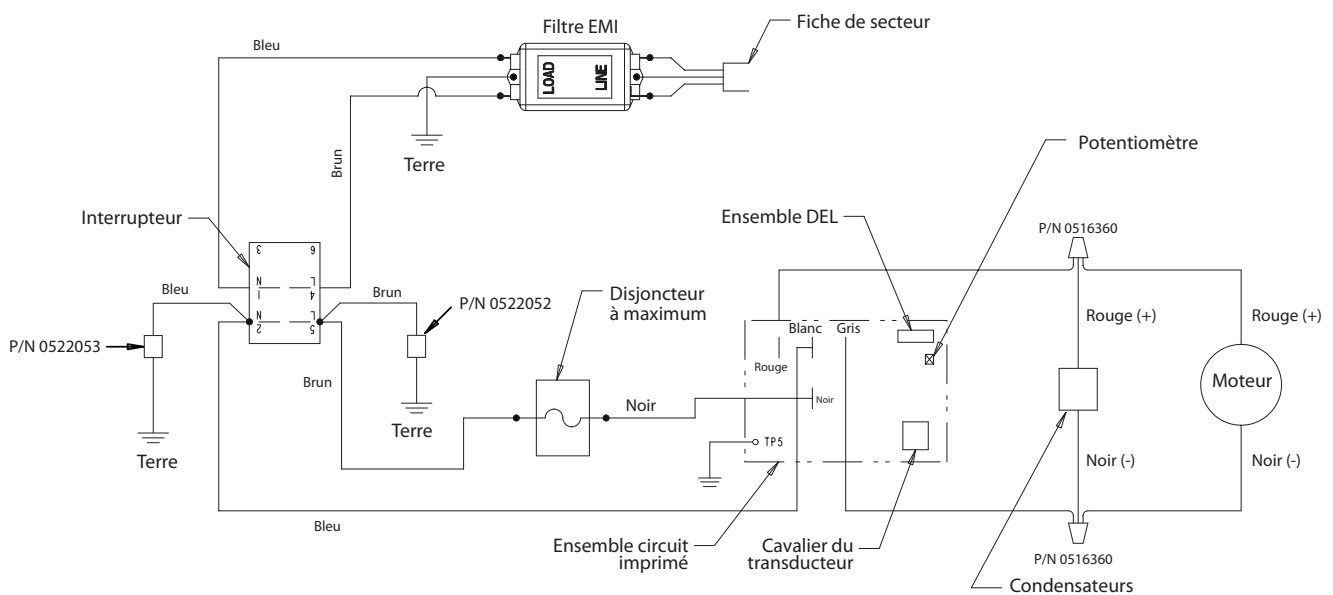 Filtre EMI
Fiche de secteur
Bleu
LOAD
LINE
Terre
Brun
Potentiomètre
Interrupteur
Ensemble DEL
P/N 0516360
3
6
N
L
1
4
N
L
2
5
Bleu
Brun
P/N 0522052
Disjoncteur
à maximum
Rouge (+)
Rouge (+)
P/N 0522053
Blanc
Gris
Rouge
Moteur
Brun
Noir
Noir
Terre
Terre
TP5
Noir (-)
Noir (-)
Bleu
Ensemble circuit
imprimé
Cavalier du
transducteur
P/N 0516360
Condensateurs